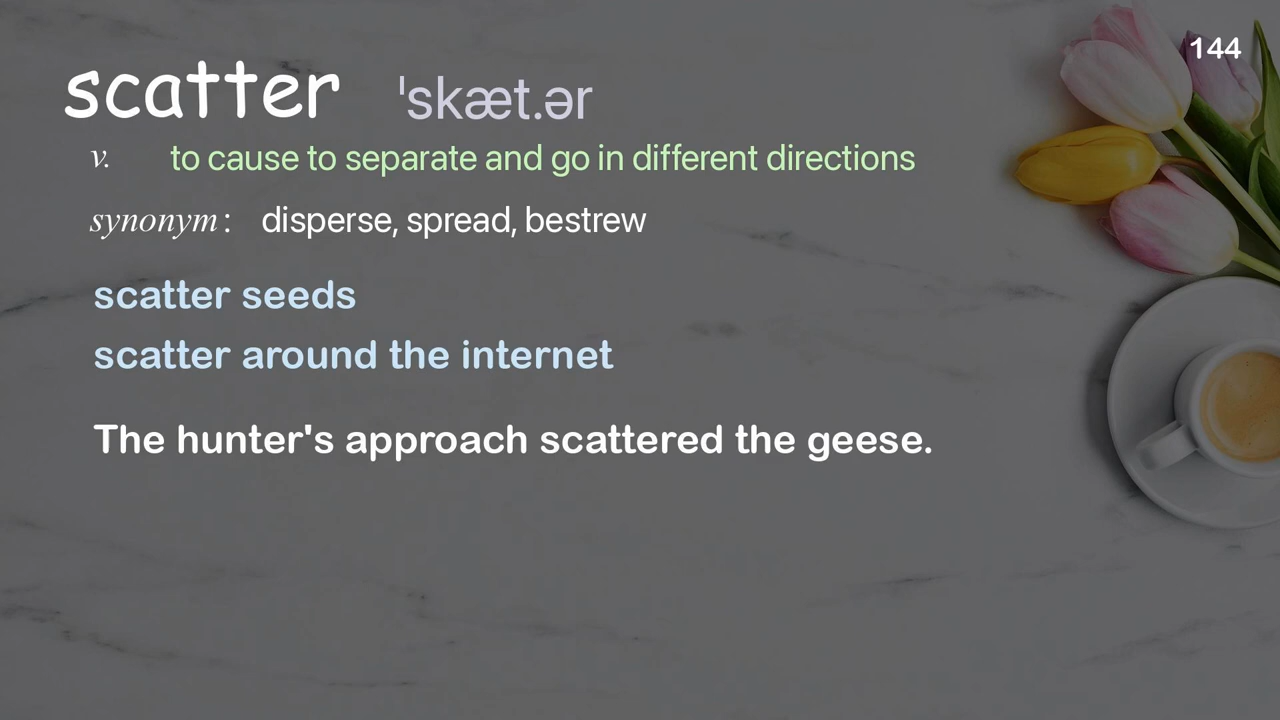 144
scatter ˈskæt.ər
v. to cause to separate and go in different directions
synonym : disperse, spread, bestrew
scatter seeds
scatter around the internet
The hunter's approach scattered the geese.